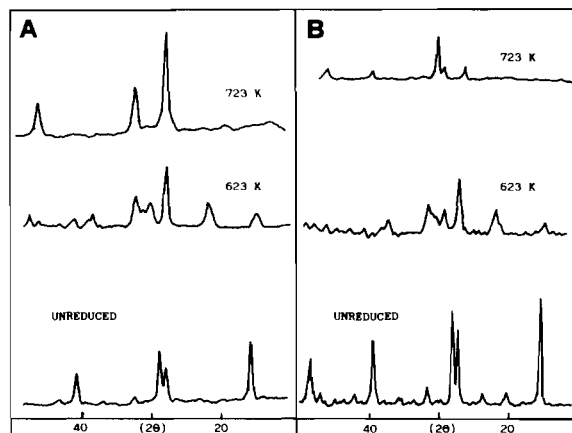 A
723 K
623 K
UNREDUCED
40 (2θ) 20
B
723 K
623 K
UNREDUCED
40 (2θ) 20